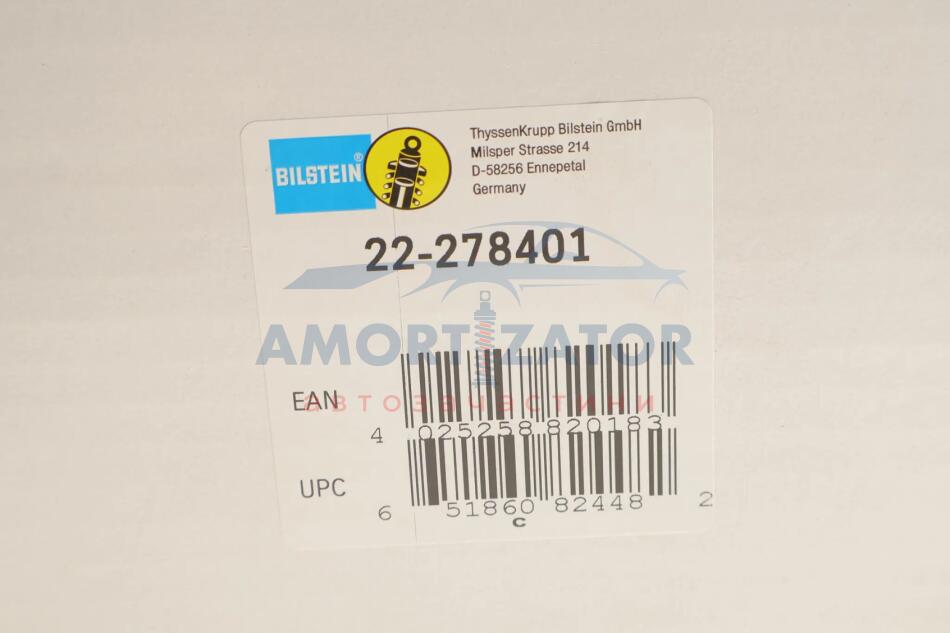 BILSTEIN®
ThyssenKrupp Bilstein GmbH
Milsper Strasse 214
D-58256 Ennepetal
Germany
22-278401
AMORTIZATOR
автозапчастини
EAN
4 025258 820183
UPC
6 51860 82448 2
C